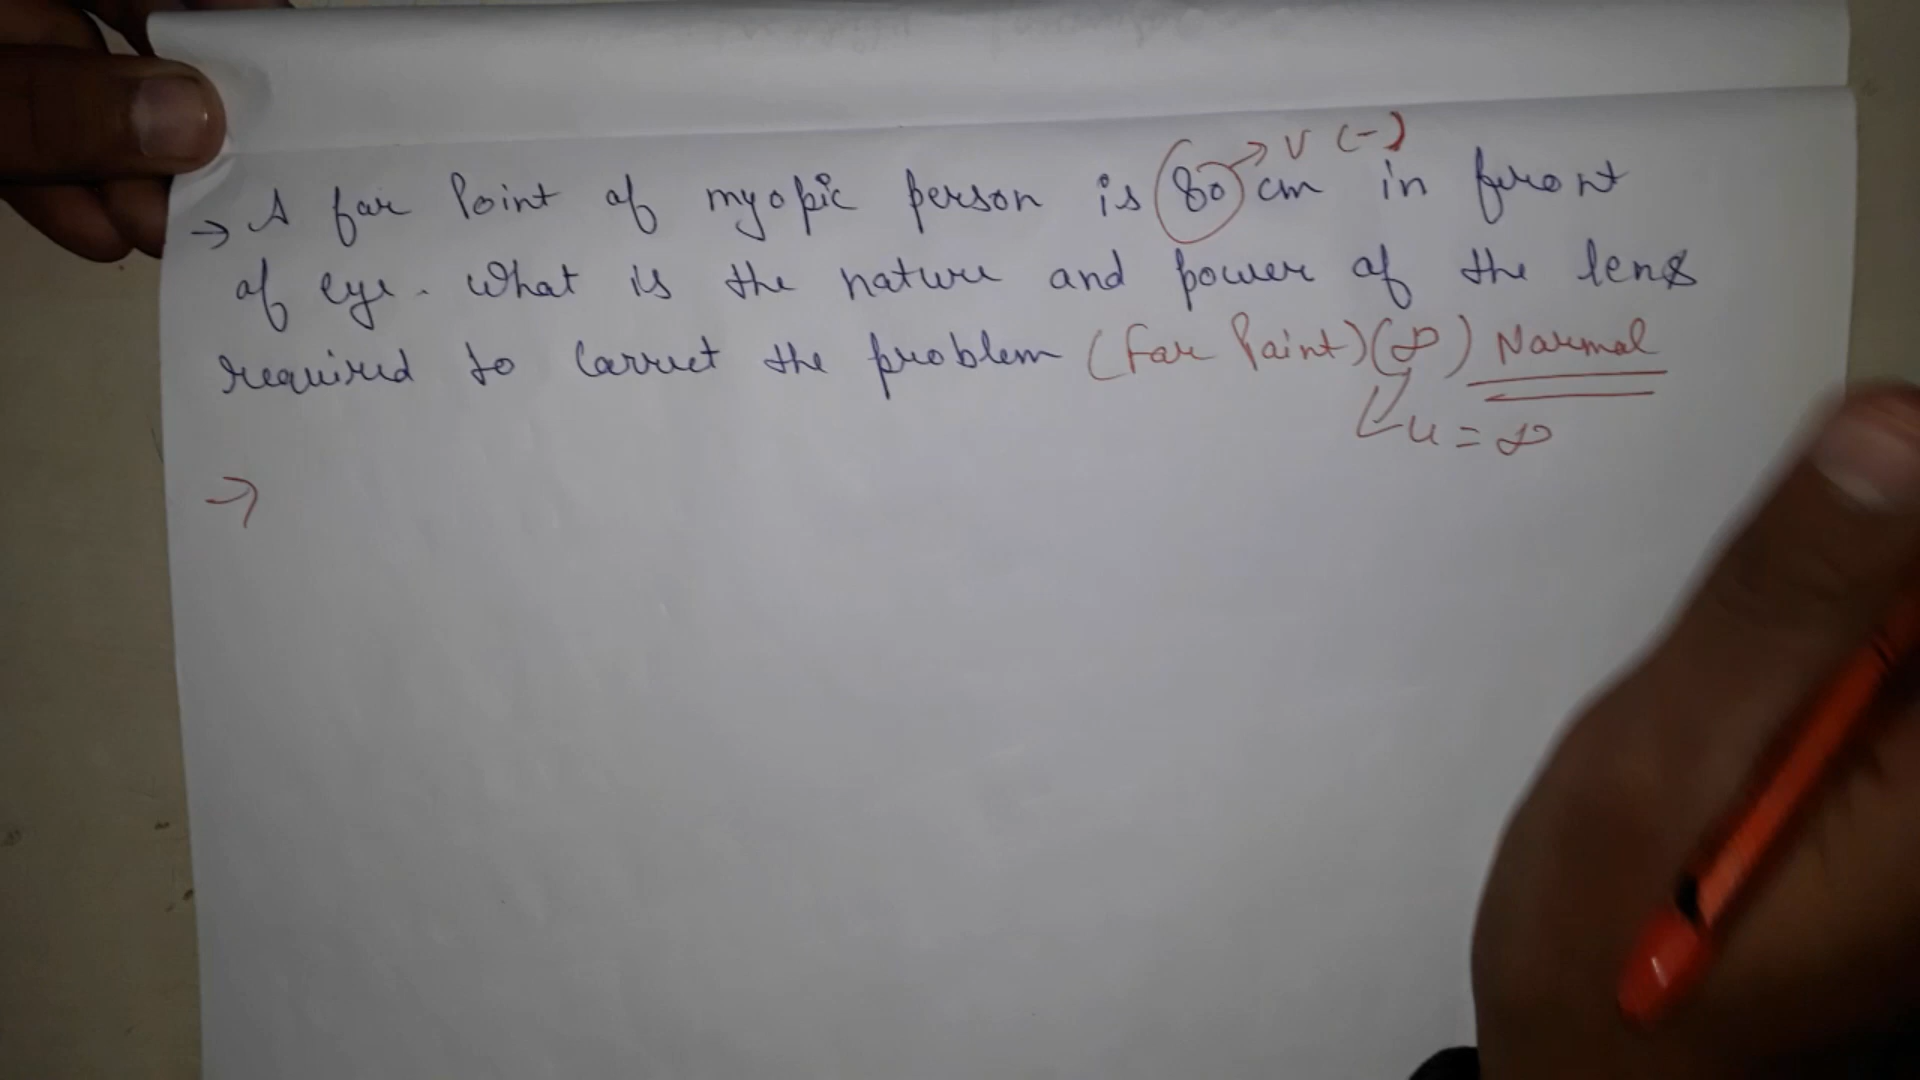 → v (-)
→ A far Point of myopic person is 80 cm in front
of eye. What is the nature and power of the lens
required to correct the problem (Far Point) (∞) Normal
u = ∞
→